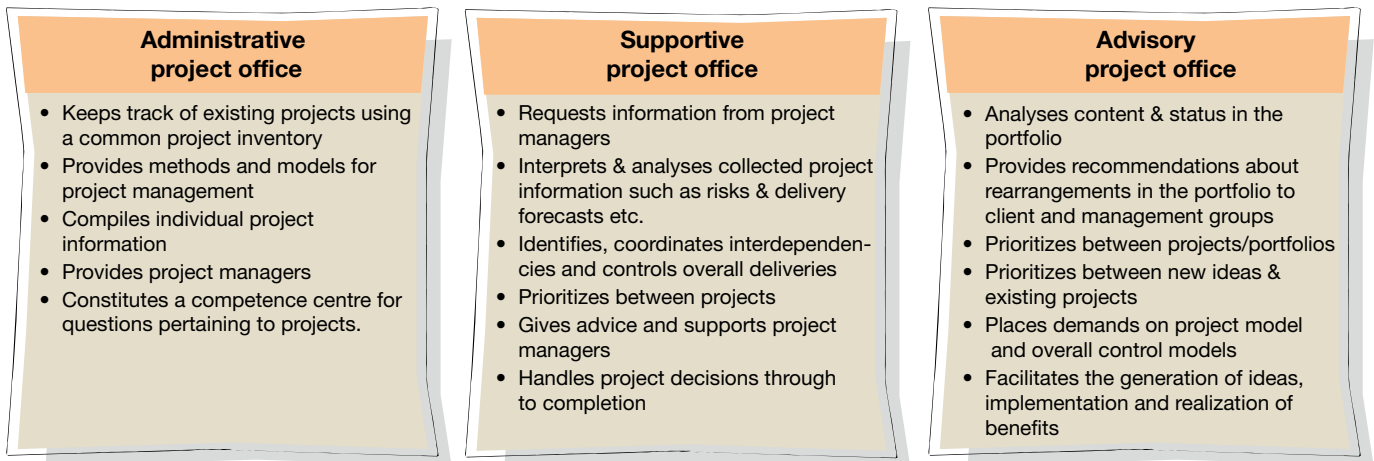 Administrative
project office
• Keeps track of existing projects using
a common project inventory
• Provides methods and models for
project management
• Compiles individual project
information
• Provides project managers
• Constitutes a competence centre for
questions pertaining to projects.
Supportive
project office
• Requests information from project
managers
• Interprets & analyses collected project
information such as risks & delivery
forecasts etc.
• Identifies, coordinates interdependen-
cies and controls overall deliveries
• Prioritizes between projects
• Gives advice and supports project
managers
• Handles project decisions through
to completion
Advisory
project office
• Analyses content & status in the
portfolio
• Provides recommendations about
rearrangements in the portfolio to
client and management groups
• Prioritizes between projects/portfolios
• Prioritizes between new ideas &
existing projects
• Places demands on project model
and overall control models
• Facilitates the generation of ideas,
implementation and realization of
benefits